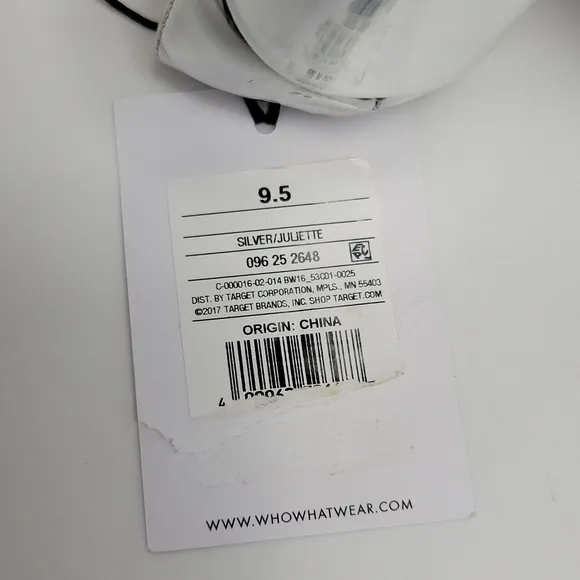 9.5
SILVER/JULIETTE
096 25 2648
C-000016-02-014 BW16_53C01-0025
DIST. BY TARGET CORPORATION, MPLS., MN 55403
©2017 TARGET BRANDS, INC. SHOP TARGET.COM
ORIGIN: CHINA
WWW.WHOWHATWEAR.COM